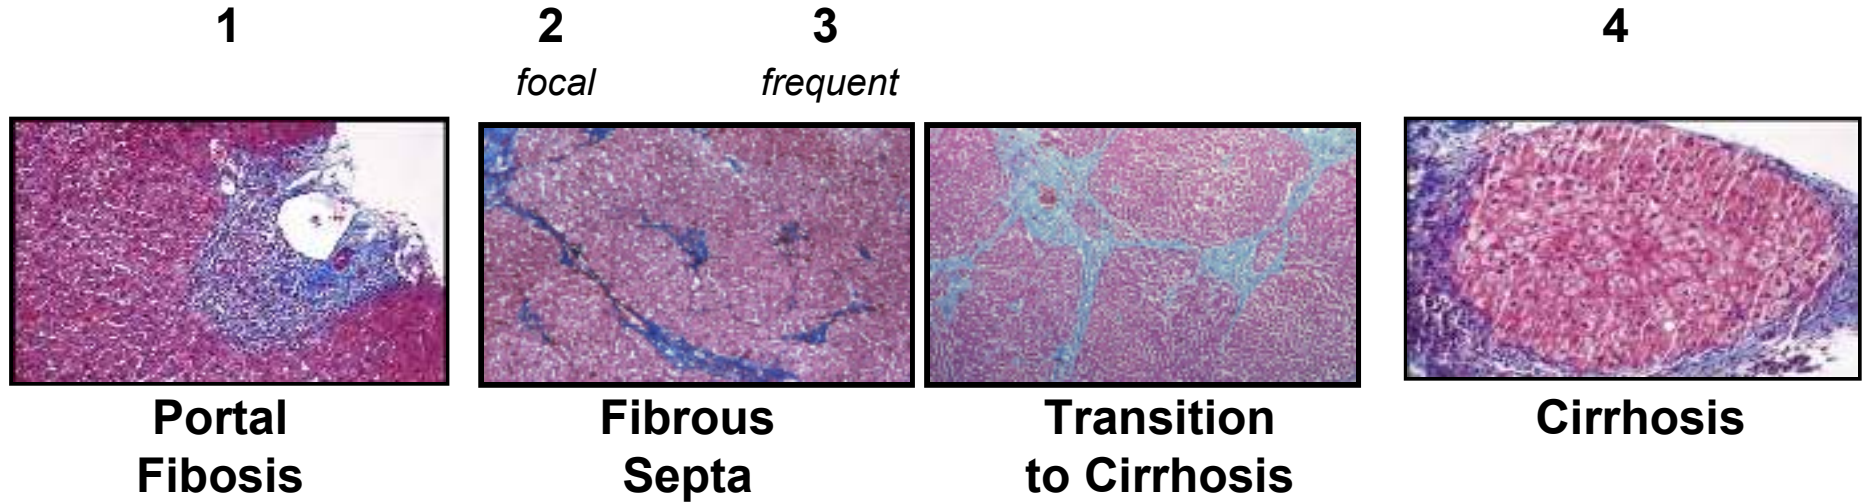 1
2
3
4
focal
frequent
Portal
Fibosis
Fibrous
Septa
Transition
to Cirrhosis
Cirrhosis